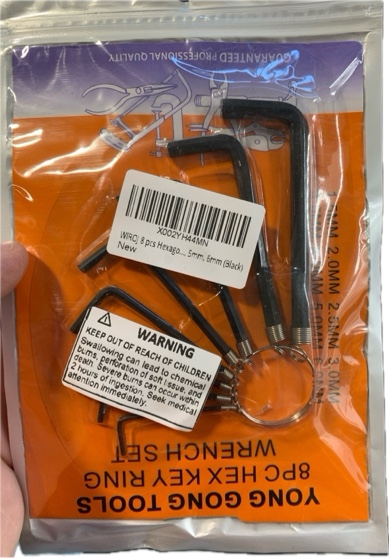 GUARANTEED PROFESSIONAL QUALITY
X002YH44MN
WIROJ 8 pcs Hexago..., 5mm, 6mm (Black)
New
WARNING
KEEP OUT OF REACH OF CHILDREN
Swallowing can lead to chemical
burns, perforation of soft tissue, and
death. Severe burns can occur within
2 hours of ingestion. Seek medical
attention immediately.
2.0MM 2.5MM 3.0MM
5.0MM
YONG GONG TOOLS
8PC HEX KEY RING
WRENCH SET